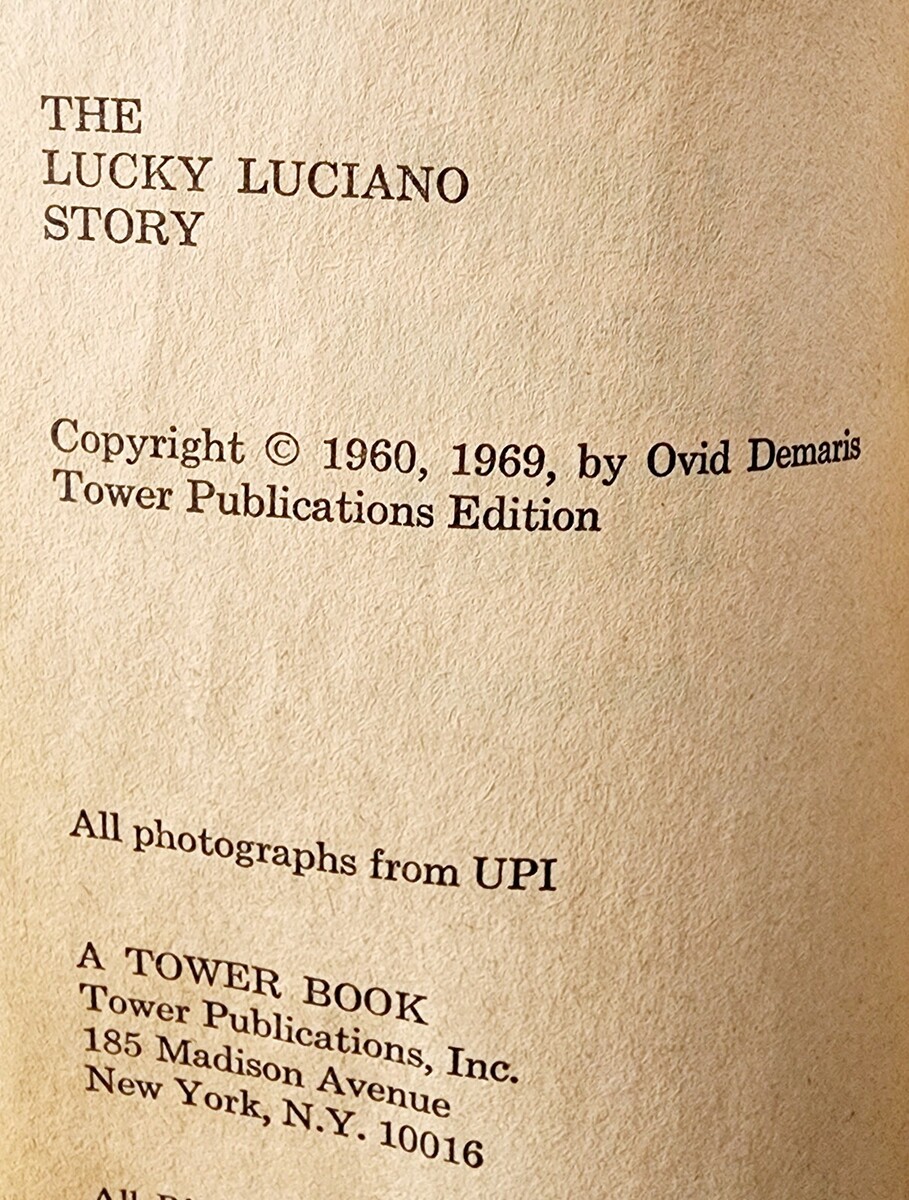 THE
LUCKY LUCIANO
STORY
Copyright © 1960, 1969, by Ovid Demaris
Tower Publications Edition
All photographs from UPI
A TOWER BOOK
Tower Publications, Inc.
185 Madison Avenue
New York, N.Y. 10016
All